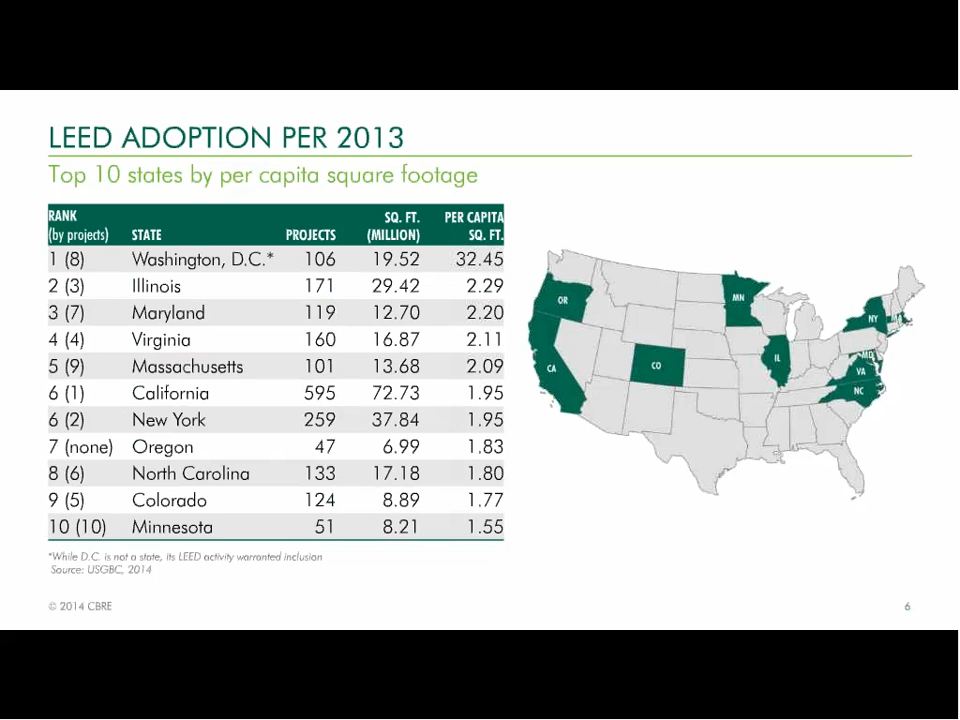 LEED ADOPTION PER 2013
Top 10 states by per capita square footage
RANK (by projects) STATE PROJECTS SQ. FT. (MILLION) PER CAPITA SQ. FT.
1 (8) Washington, D.C.* 106 19.52 32.45
2 (3) Illinois 171 29.42 2.29
3 (7) Maryland 119 12.70 2.20
4 (4) Virginia 160 16.87 2.11
5 (9) Massachusetts 101 13.68 2.09
6 (1) California 595 72.73 1.95
6 (2) New York 259 37.84 1.95
7 (none) Oregon 47 6.99 1.83
8 (6) North Carolina 133 17.18 1.80
9 (5) Colorado 124 8.89 1.77
10 (10) Minnesota 51 8.21 1.55
*While D.C. is not a state, its LEED activity warranted inclusion
Source: USGBC, 2014
OR
MN
NY
CA
CO
IL
MD
VA
NC
© 2014 CBRE
6